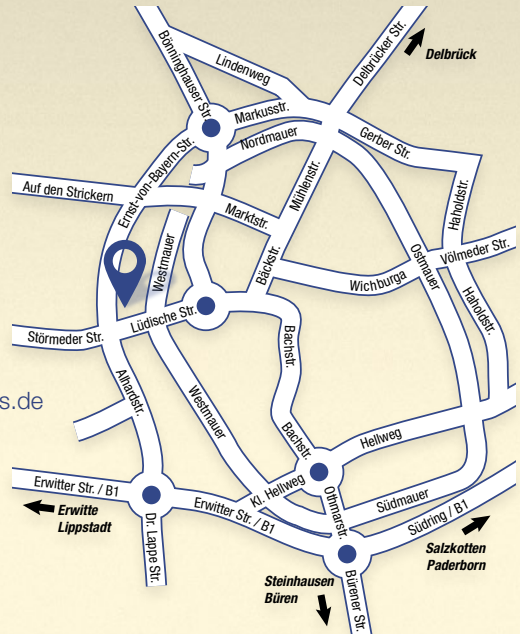 Bönninghauser Str.
Lindenweg
Delbrücker Str.
Delbrück
Markusstr.
Nordmauer
Gerber Str.
Ernst-von-Bayern-Str.
Auf den Strickern
Mühlenstr.
Haholdstr.
Marktstr.
Westmauer
Bäckstr.
Ostmauer
Völmeder Str.
Wichburga
Haholdstr.
Störmeder Str.
Lüdische Str.
Bachstr.
Alhardstr.
s.de
Westmauer
Bachstr.
Hellweg
Erwitter Str. / B1
Kl. Hellweg
Othmarstr.
Südmauer
Erwitte
Lippstadt
Erwitter Str. / B1
Südring / B1
Dr. Lappe Str.
Salzkotten
Paderborn
Steinhausen
Büren
Bürener Str.